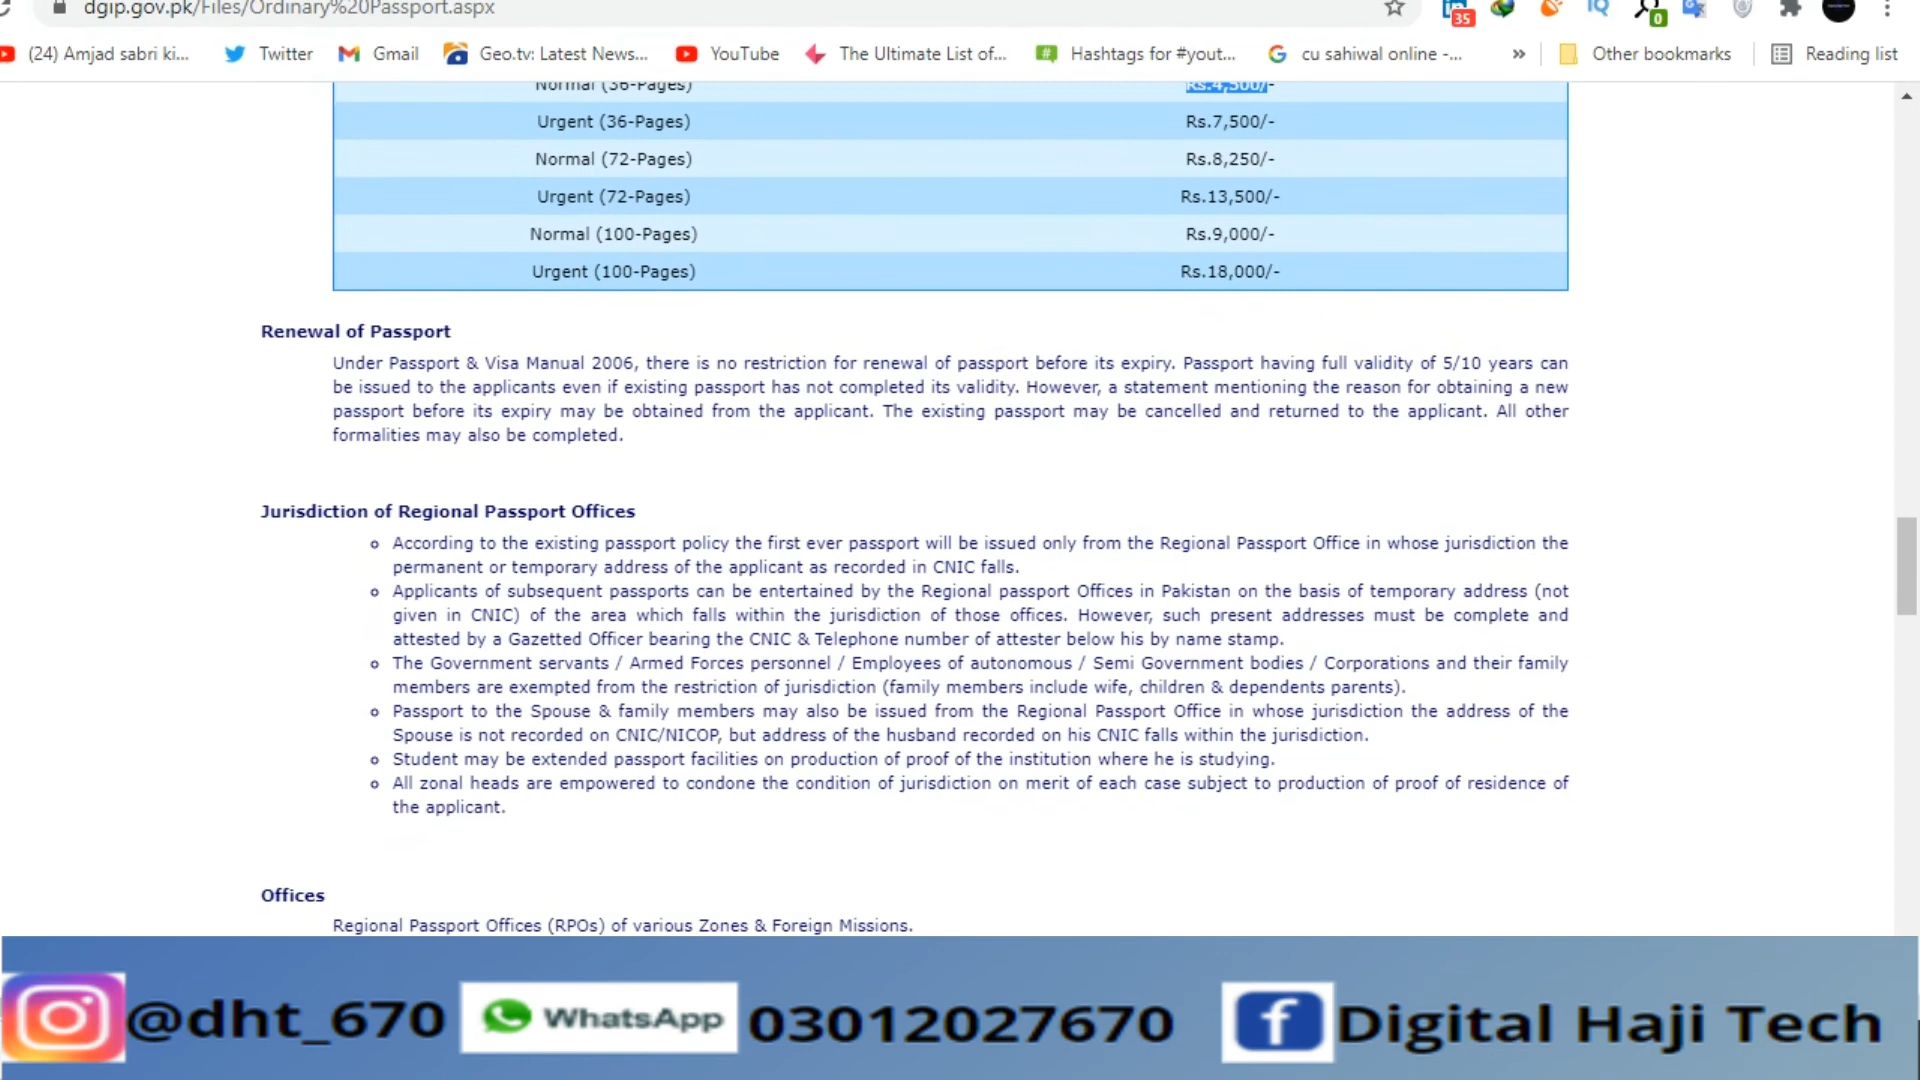 dgip.gov.pk/Files/Ordinary%20Passport.aspx
35
IQ
0
(24) Amjad sabri ki... Twitter Gmail Geo.tv: Latest News... YouTube The Ultimate List of... Hashtags for #yout... cu sahiwal online -... » Other bookmarks Reading list
Normal (36-Pages) Rs.4,500/-
Urgent (36-Pages) Rs.7,500/-
Normal (72-Pages) Rs.8,250/-
Urgent (72-Pages) Rs.13,500/-
Normal (100-Pages) Rs.9,000/-
Urgent (100-Pages) Rs.18,000/-
Renewal of Passport
Under Passport & Visa Manual 2006, there is no restriction for renewal of passport before its expiry. Passport having full validity of 5/10 years can
be issued to the applicants even if existing passport has not completed its validity. However, a statement mentioning the reason for obtaining a new
passport before its expiry may be obtained from the applicant. The existing passport may be cancelled and returned to the applicant. All other
formalities may also be completed.
Jurisdiction of Regional Passport Offices
According to the existing passport policy the first ever passport will be issued only from the Regional Passport Office in whose jurisdiction the
permanent or temporary address of the applicant as recorded in CNIC falls.
Applicants of subsequent passports can be entertained by the Regional passport Offices in Pakistan on the basis of temporary address (not
given in CNIC) of the area which falls within the jurisdiction of those offices. However, such present addresses must be complete and
attested by a Gazetted Officer bearing the CNIC & Telephone number of attester below his by name stamp.
The Government servants / Armed Forces personnel / Employees of autonomous / Semi Government bodies / Corporations and their family
members are exempted from the restriction of jurisdiction (family members include wife, children & dependents parents).
Passport to the Spouse & family members may also be issued from the Regional Passport Office in whose jurisdiction the address of the
Spouse is not recorded on CNIC/NICOP, but address of the husband recorded on his CNIC falls within the jurisdiction.
Student may be extended passport facilities on production of proof of the institution where he is studying.
All zonal heads are empowered to condone the condition of jurisdiction on merit of each case subject to production of proof of residence of
the applicant.
Offices
Regional Passport Offices (RPOs) of various Zones & Foreign Missions.
@dht_670 WhatsApp 03012027670 f Digital Haji Tech